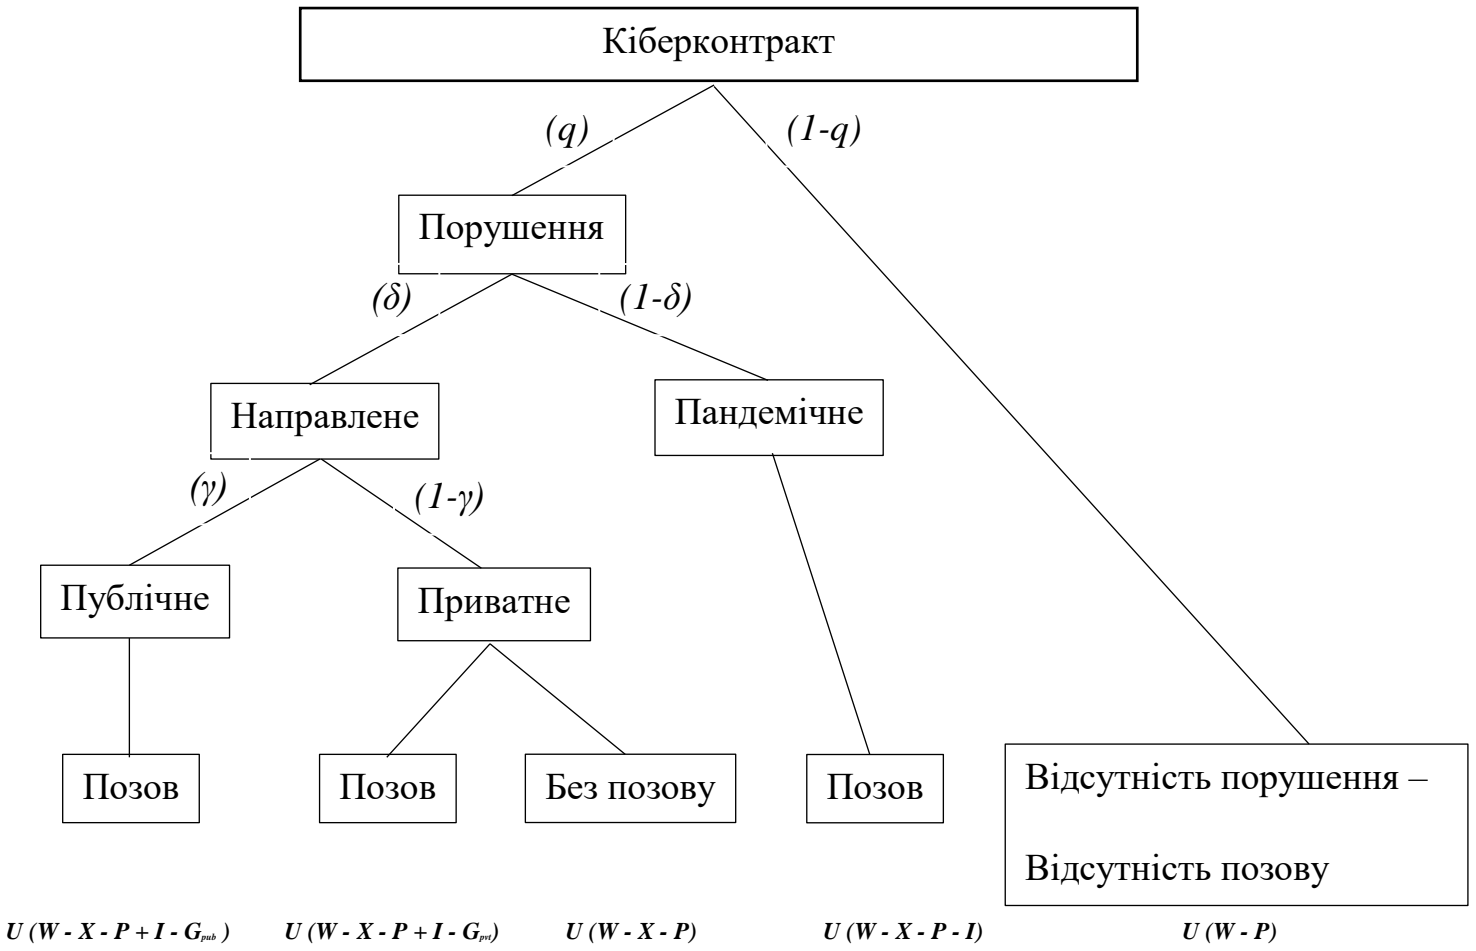 Кіберконтракт
(q)
(1-q)
Порушення
(δ)
(1-δ)
Направлене
Пандемічне
(γ)
(1-γ)
Публічне
Приватне
Позов
Позов
Без позову
Позов
Відсутність порушення –
Відсутність позову
U (W - X - P + I - Gpub )
U (W - X - P + I - Gpvt)
U (W - X - P)
U (W - X - P - I)
U (W - P)